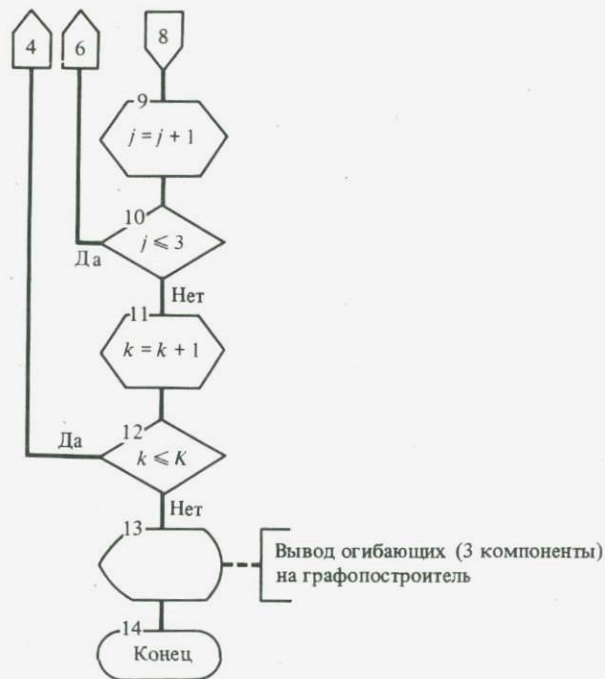 4
6
8
9
j = j + 1
10
j ⩽ 3
Да
Нет
11
k = k + 1
12
Да
k ⩽ K
Нет
13
Вывод огибающих (3 компоненты)
на графопостроитель
14
Конец